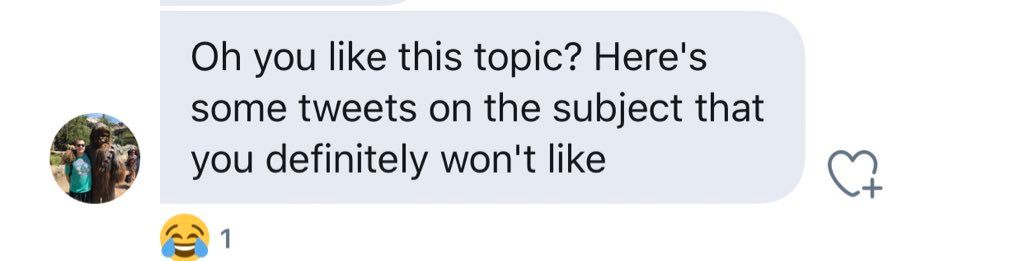 Oh you like this topic? Here's
some tweets on the subject that
you definitely won't like
1